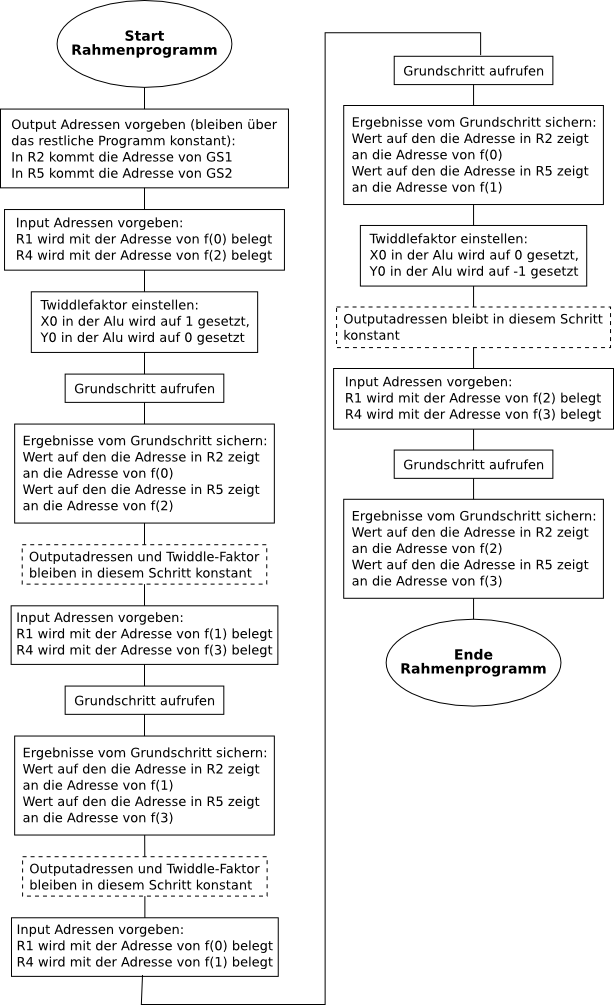 Start
Rahmenprogramm
Output Adressen vorgeben (bleiben über
das restliche Programm konstant):
In R2 kommt die Adresse von GS1
In R5 kommt die Adresse von GS2
Input Adressen vorgeben:
R1 wird mit der Adresse von f(0) belegt
R4 wird mit der Adresse von f(2) belegt
Twiddlefaktor einstellen:
X0 in der Alu wird auf 1 gesetzt,
Y0 in der Alu wird auf 0 gesetzt
Grundschritt aufrufen
Ergebnisse vom Grundschritt sichern:
Wert auf den die Adresse in R2 zeigt
an die Adresse von f(0)
Wert auf den die Adresse in R5 zeigt
an die Adresse von f(2)
Outputadressen und Twiddle-Faktor
bleiben in diesem Schritt konstant
Input Adressen vorgeben:
R1 wird mit der Adresse von f(1) belegt
R4 wird mit der Adresse von f(3) belegt
Grundschritt aufrufen
Ergebnisse vom Grundschritt sichern:
Wert auf den die Adresse in R2 zeigt
an die Adresse von f(1)
Wert auf den die Adresse in R5 zeigt
an die Adresse von f(3)
Outputadressen und Twiddle-Faktor
bleiben in diesem Schritt konstant
Input Adressen vorgeben:
R1 wird mit der Adresse von f(0) belegt
R4 wird mit der Adresse von f(1) belegt
Grundschritt aufrufen
Ergebnisse vom Grundschritt sichern:
Wert auf den die Adresse in R2 zeigt
an die Adresse von f(0)
Wert auf den die Adresse in R5 zeigt
an die Adresse von f(1)
Twiddlefaktor einstellen:
X0 in der Alu wird auf 0 gesetzt,
Y0 in der Alu wird auf -1 gesetzt
Outputadressen bleibt in diesem Schritt
konstant
Input Adressen vorgeben:
R1 wird mit der Adresse von f(2) belegt
R4 wird mit der Adresse von f(3) belegt
Grundschritt aufrufen
Ergebnisse vom Grundschritt sichern:
Wert auf den die Adresse in R2 zeigt
an die Adresse von f(2)
Wert auf den die Adresse in R5 zeigt
an die Adresse von f(3)
Ende
Rahmenprogramm